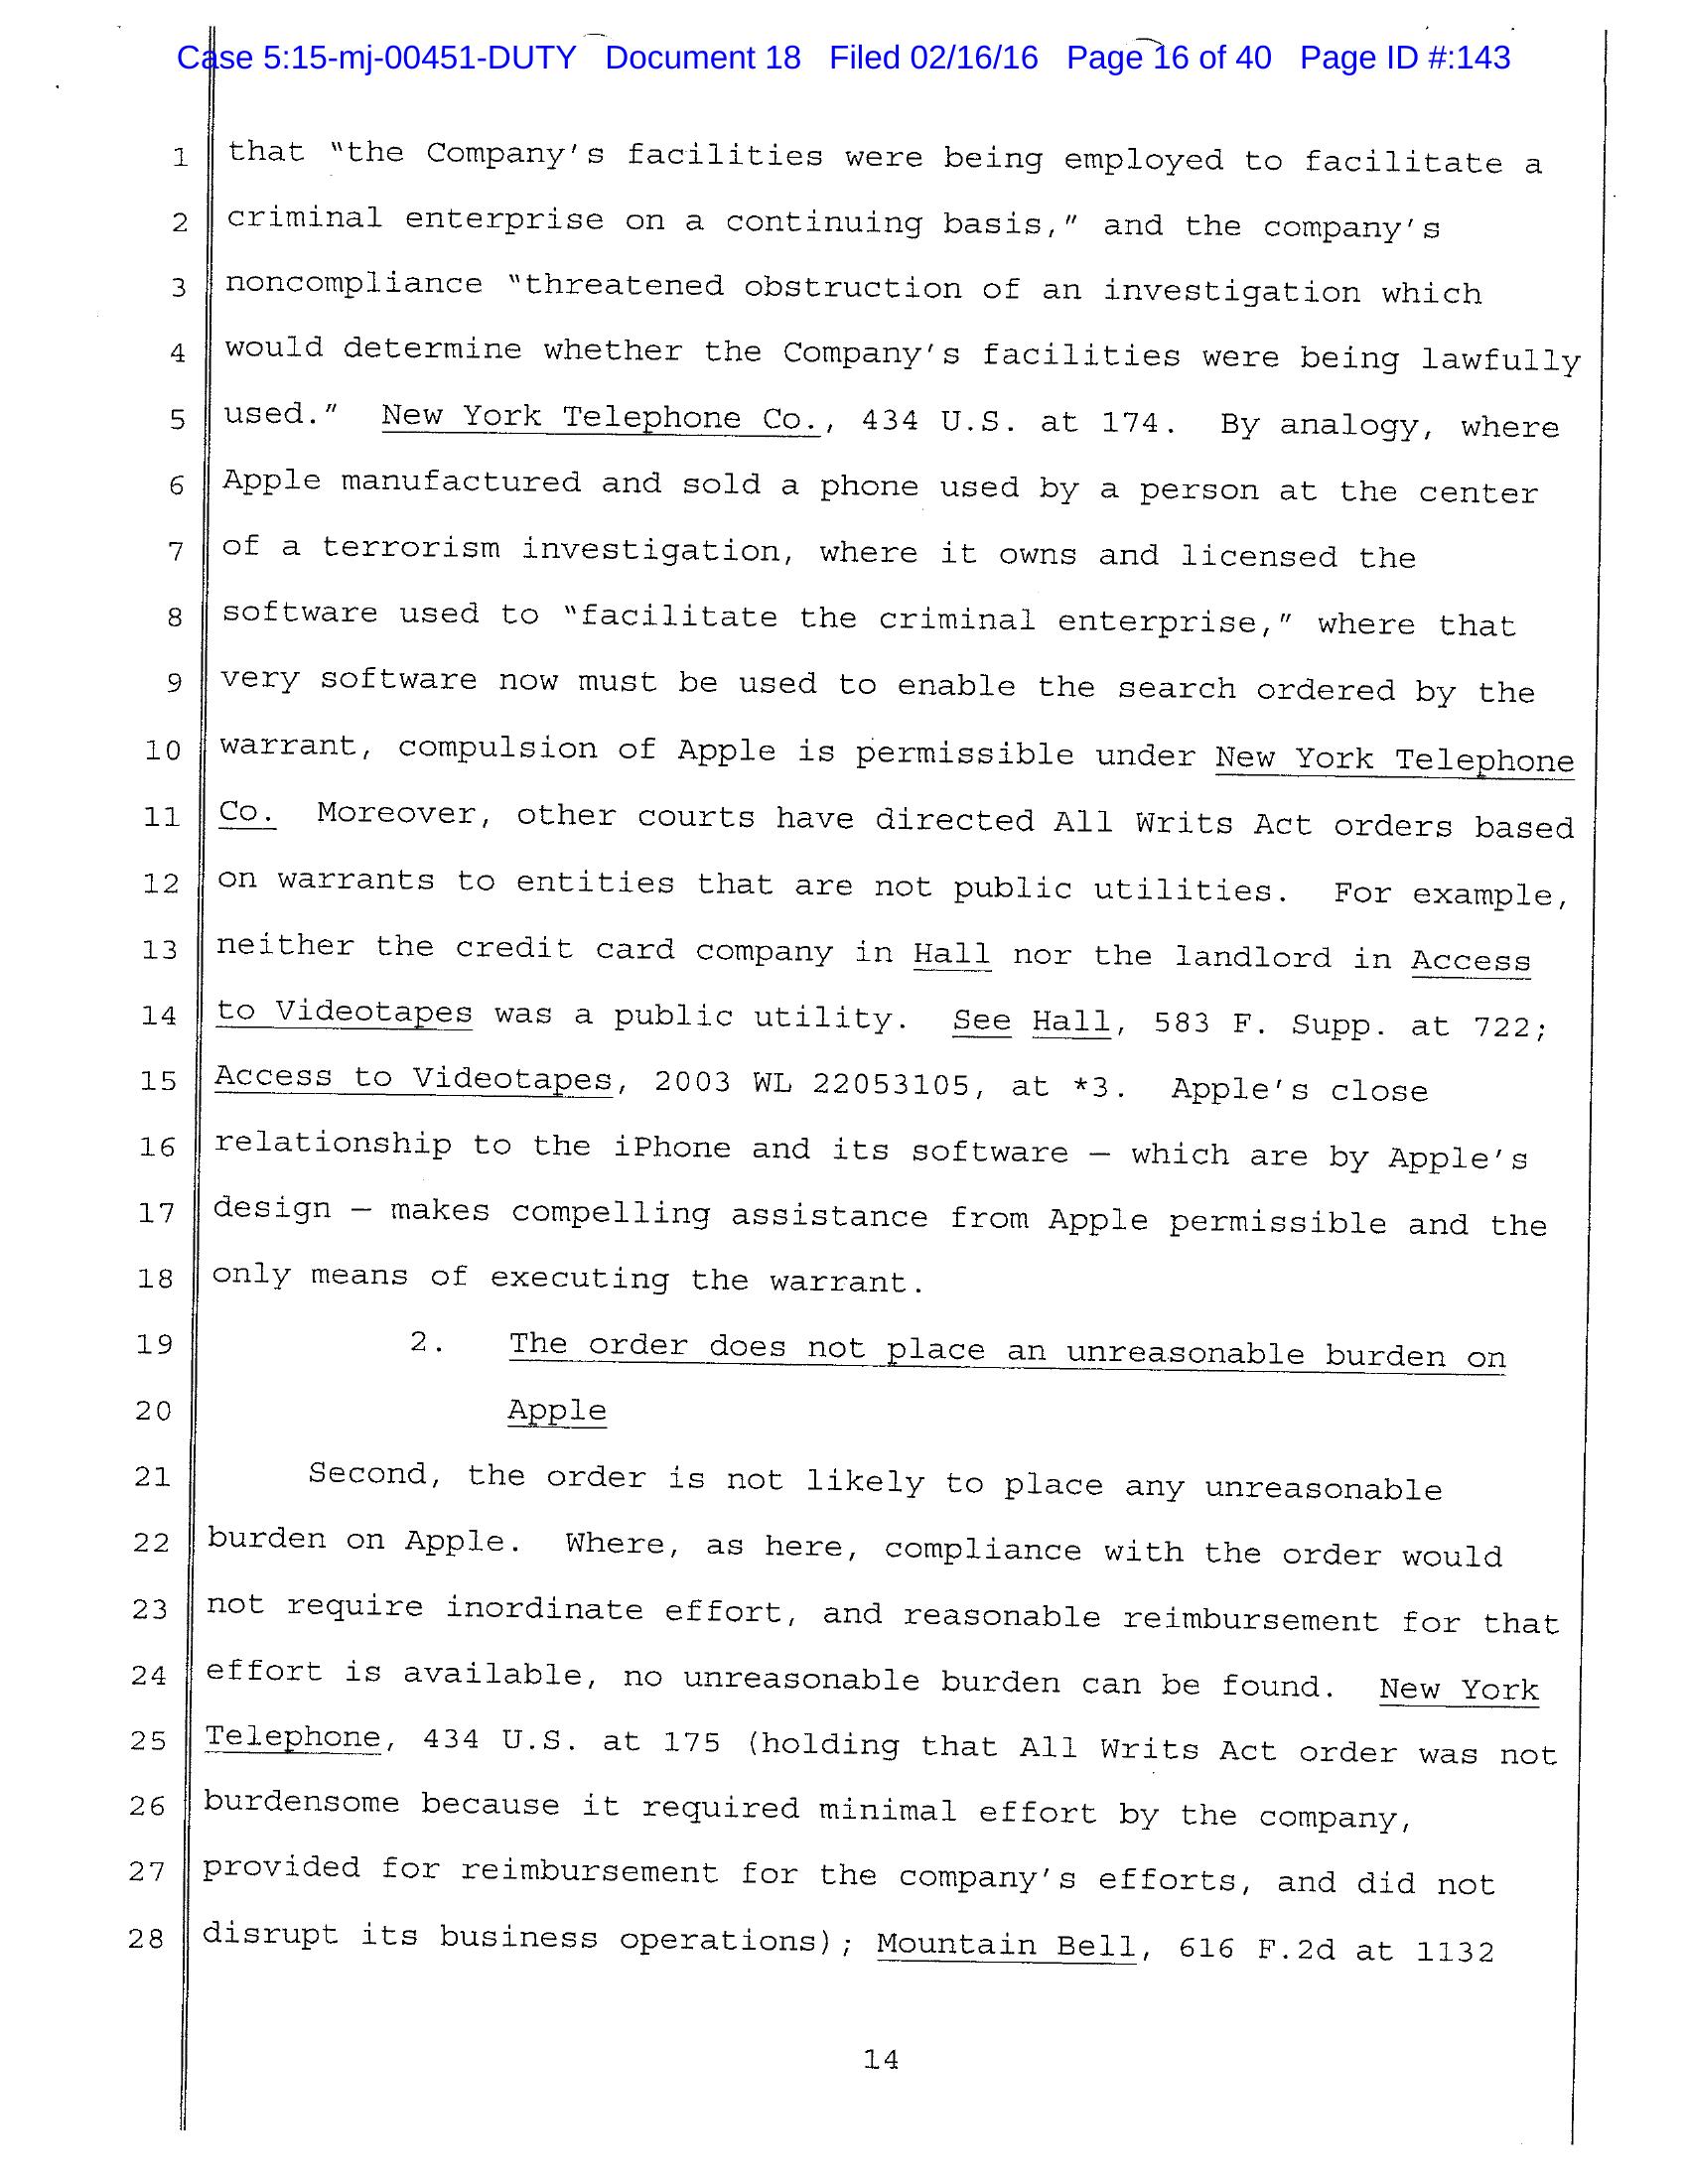 Case 5:15-mj-00451-DUTY Document 18 Filed 02/16/16 Page 16 of 40 Page ID #:143
1 that "the Company's facilities were being employed to facilitate a
2 criminal enterprise on a continuing basis," and the company's
3 noncompliance "threatened obstruction of an investigation which
4 would determine whether the Company's facilities were being lawfully
5 used." New York Telephone Co., 434 U.S. at 174. By analogy, where
6 Apple manufactured and sold a phone used by a person at the center
7 of a terrorism investigation, where it owns and licensed the
8 software used to "facilitate the criminal enterprise," where that
9 very software now must be used to enable the search ordered by the
10 warrant, compulsion of Apple is permissible under New York Telephone
11 Co. Moreover, other courts have directed All Writs Act orders based
12 on warrants to entities that are not public utilities. For example,
13 neither the credit card company in Hall nor the landlord in Access
14 to Videotapes was a public utility. See Hall, 583 F. Supp. at 722;
15 Access to Videotapes, 2003 WL 22053105, at *3. Apple's close
16 relationship to the iPhone and its software — which are by Apple's
17 design — makes compelling assistance from Apple permissible and the
18 only means of executing the warrant.
19 2. The order does not place an unreasonable burden on
20 Apple
21 Second, the order is not likely to place any unreasonable
22 burden on Apple. Where, as here, compliance with the order would
23 not require inordinate effort, and reasonable reimbursement for that
24 effort is available, no unreasonable burden can be found. New York
25 Telephone, 434 U.S. at 175 (holding that All Writs Act order was not
26 burdensome because it required minimal effort by the company,
27 provided for reimbursement for the company's efforts, and did not
28 disrupt its business operations); Mountain Bell, 616 F.2d at 1132
14